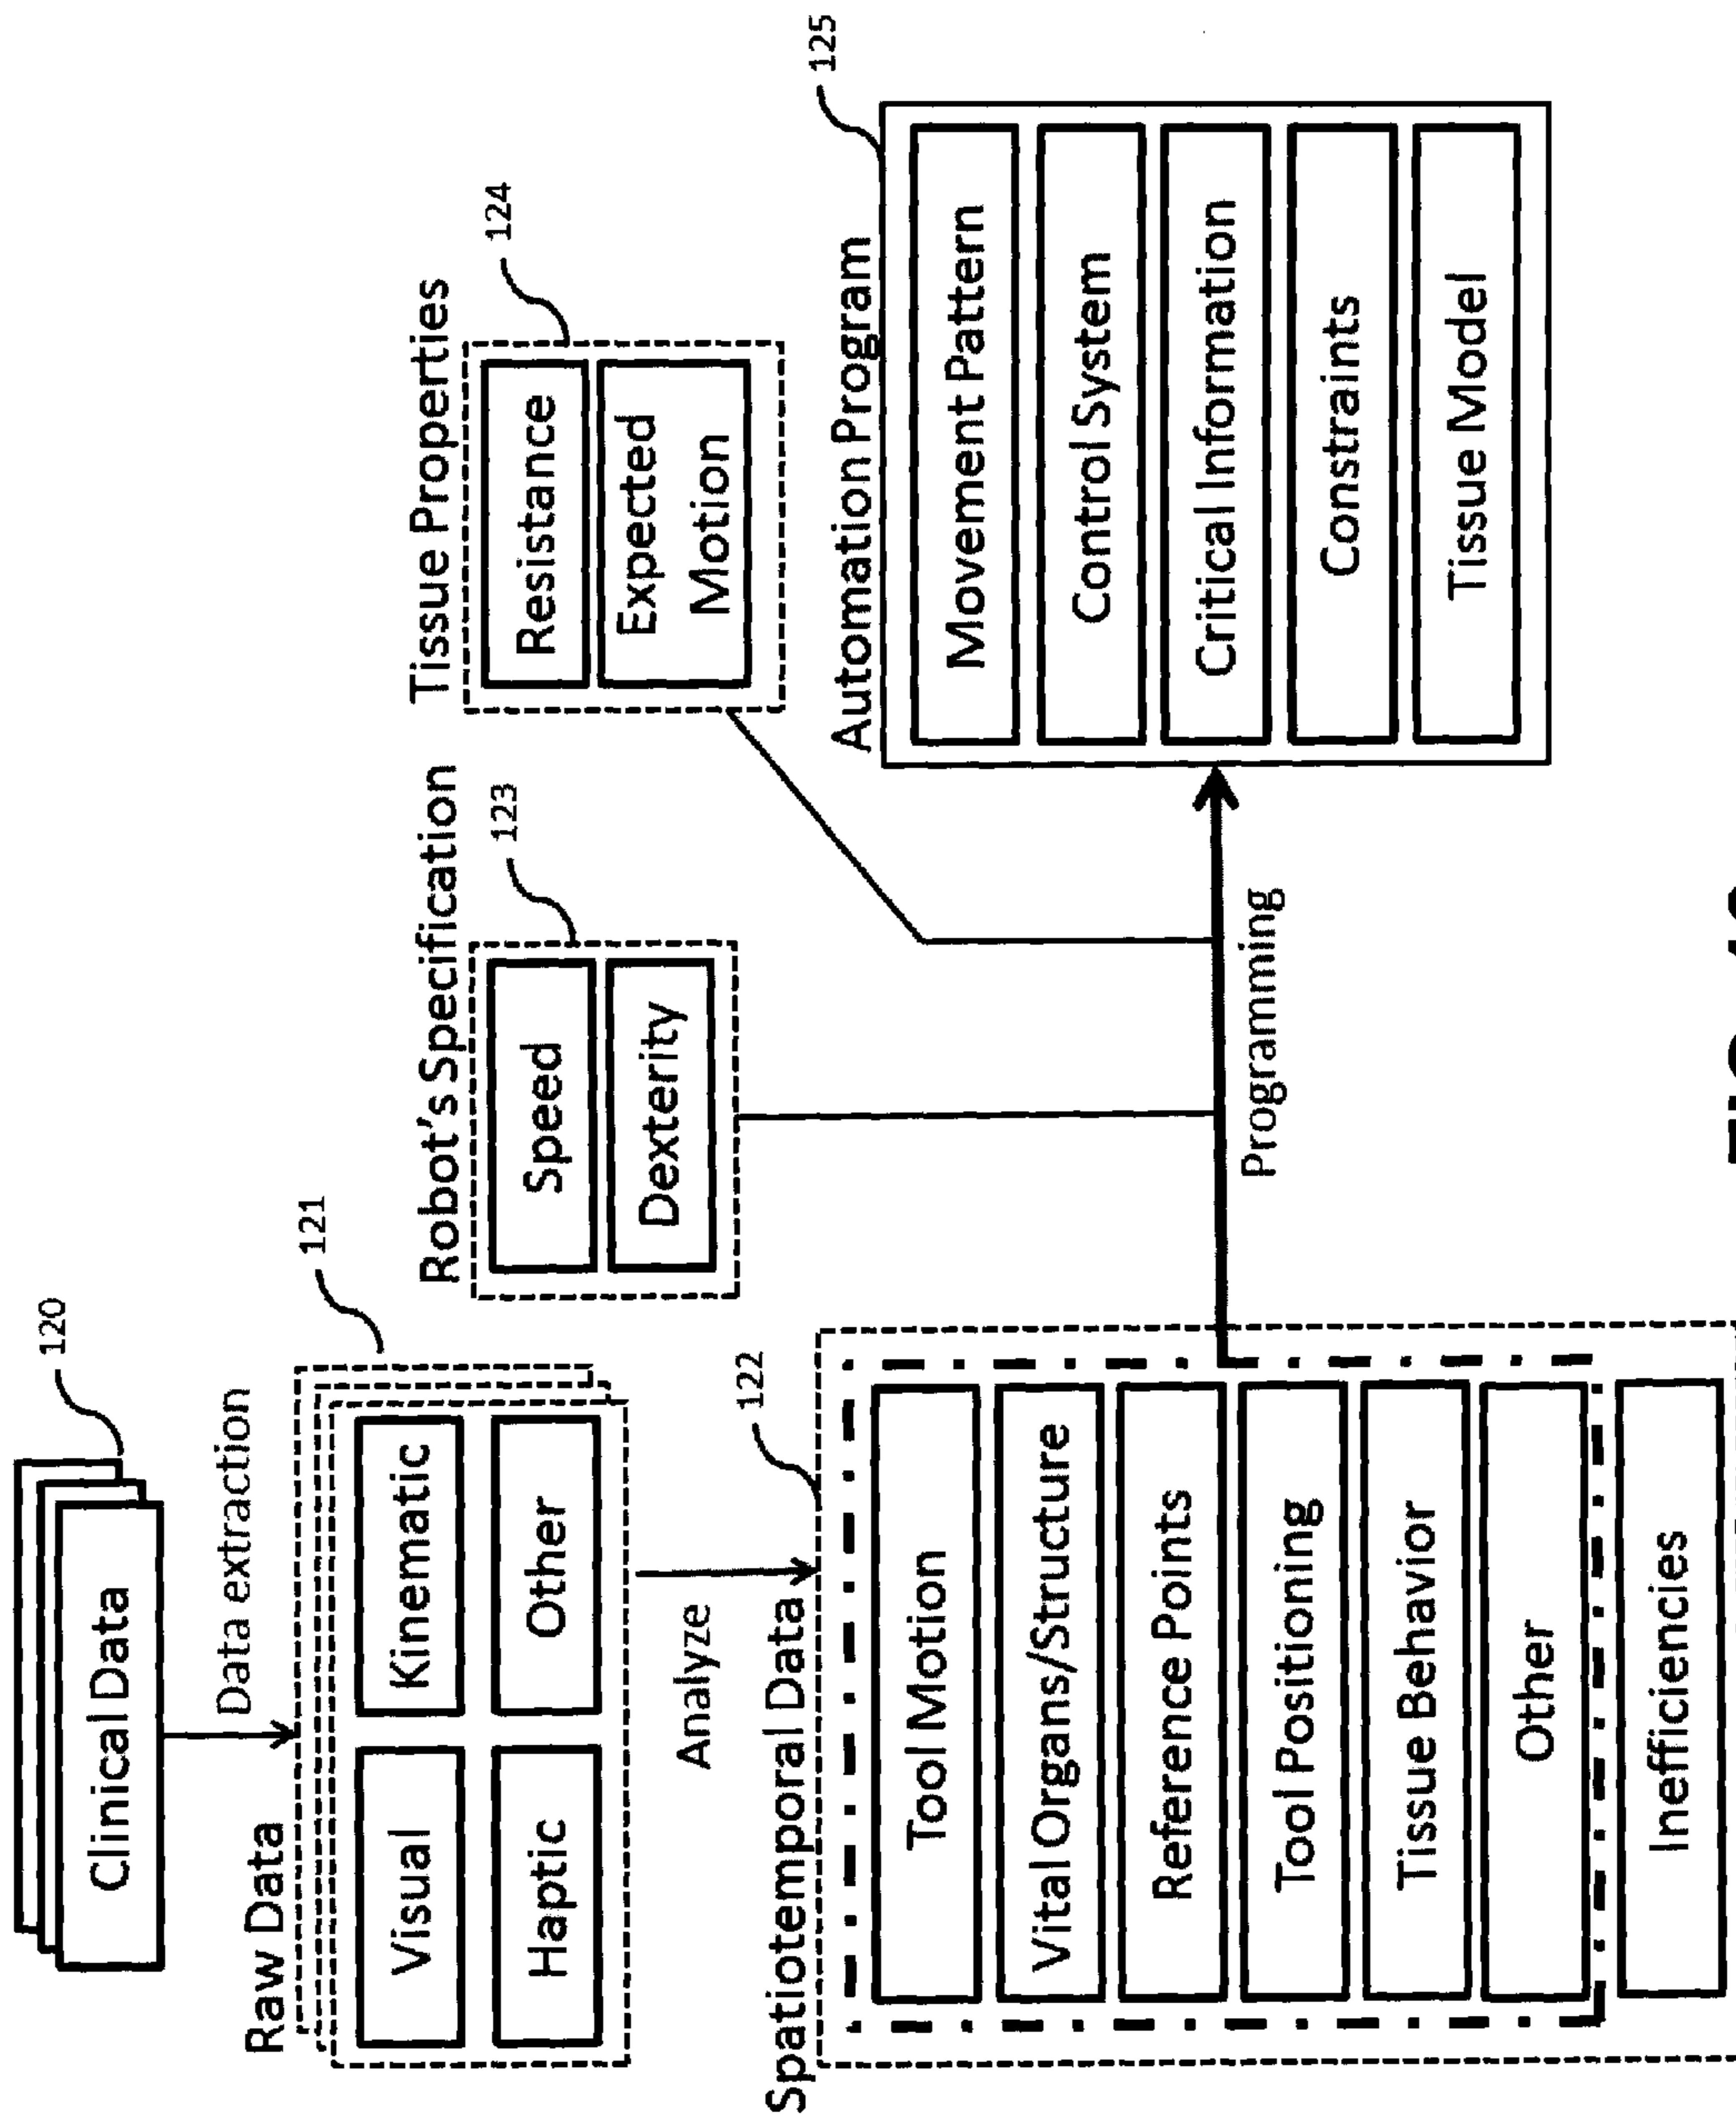 120
Clinical Data
Data extraction
121
Raw Data
Visual
Kinematic
Haptic
Other
Analyze
122
Spatiotemporal Data
Tool Motion
Vital Organs/Structure
Reference Points
Tool Positioning
Tissue Behavior
Other
Inefficiencies
Robot's Specification
123
Speed
Dexterity
Tissue Properties
124
Resistance
Expected
Motion
Programming
Automation Program
125
Movement Pattern
Control System
Critical Information
Constraints
Tissue Model